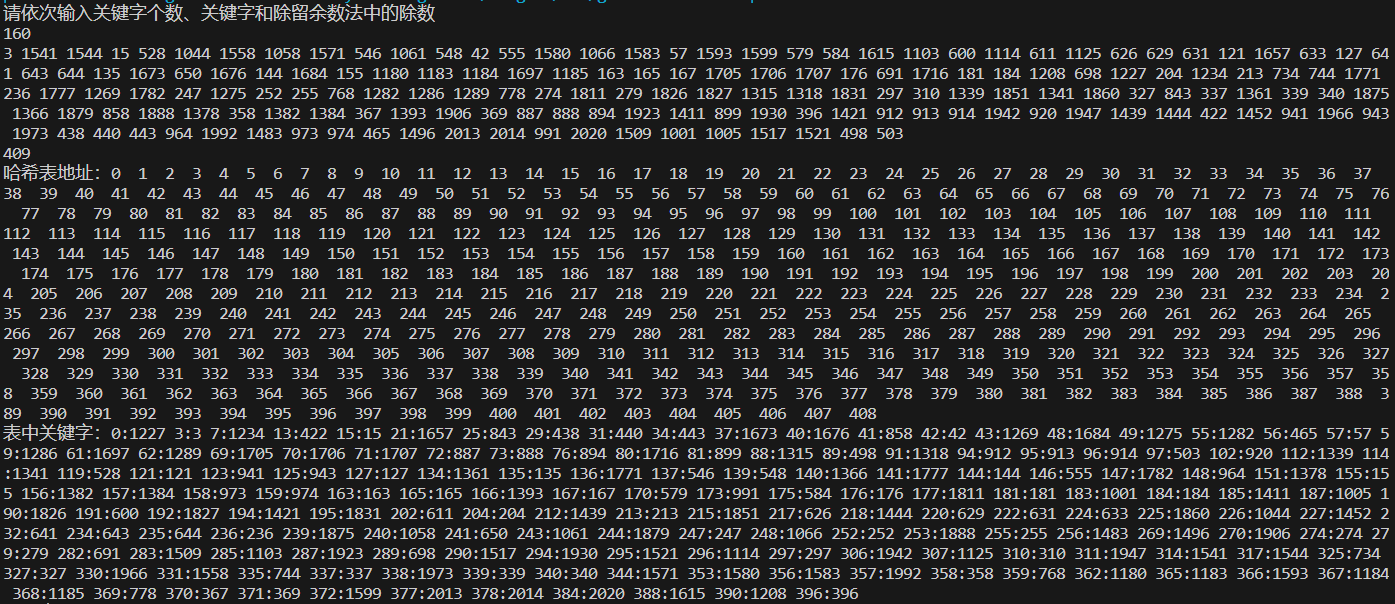 请依次输入关键字个数、关键字和除留余数法中的除数
160
3 1541 1544 15 528 1044 1558 1058 1571 546 1061 548 42 555 1580 1066 1583 57 1593 1599 579 584 1615 1103 600 1114 611 1125 626 629 631 121 1657 633 127 64
1 643 644 135 1673 650 1676 144 1684 155 1180 1183 1184 1697 1185 163 165 167 1705 1706 1707 176 691 1716 181 184 1208 698 1227 204 1234 213 734 744 1771
236 1777 1269 1782 247 1275 252 255 768 1282 1286 1289 778 274 1811 279 1826 1827 1315 1318 1831 297 310 1339 1851 1341 1860 327 843 337 1361 339 340 1875
1366 1879 858 1888 1378 358 1382 1384 367 1393 1906 369 887 888 894 1923 1411 899 1930 396 1421 912 913 914 1942 920 1947 1439 1444 422 1452 941 1966 943
1973 438 440 443 964 1992 1483 973 974 465 1496 2013 2014 991 2020 1509 1001 1005 1517 1521 498 503
409
哈希表地址: 0 1 2 3 4 5 6 7 8 9 10 11 12 13 14 15 16 17 18 19 20 21 22 23 24 25 26 27 28 29 30 31 32 33 34 35 36 37
38 39 40 41 42 43 44 45 46 47 48 49 50 51 52 53 54 55 56 57 58 59 60 61 62 63 64 65 66 67 68 69 70 71 72 73 74 75 76
77 78 79 80 81 82 83 84 85 86 87 88 89 90 91 92 93 94 95 96 97 98 99 100 101 102 103 104 105 106 107 108 109 110 111
112 113 114 115 116 117 118 119 120 121 122 123 124 125 126 127 128 129 130 131 132 133 134 135 136 137 138 139 140 141 142
143 144 145 146 147 148 149 150 151 152 153 154 155 156 157 158 159 160 161 162 163 164 165 166 167 168 169 170 171 172 173
174 175 176 177 178 179 180 181 182 183 184 185 186 187 188 189 190 191 192 193 194 195 196 197 198 199 200 201 202 203 20
4 205 206 207 208 209 210 211 212 213 214 215 216 217 218 219 220 221 222 223 224 225 226 227 228 229 230 231 232 233 234 2
35 236 237 238 239 240 241 242 243 244 245 246 247 248 249 250 251 252 253 254 255 256 257 258 259 260 261 262 263 264 265
266 267 268 269 270 271 272 273 274 275 276 277 278 279 280 281 282 283 284 285 286 287 288 289 290 291 292 293 294 295 296
297 298 299 300 301 302 303 304 305 306 307 308 309 310 311 312 313 314 315 316 317 318 319 320 321 322 323 324 325 326 327
328 329 330 331 332 333 334 335 336 337 338 339 340 341 342 343 344 345 346 347 348 349 350 351 352 353 354 355 356 357 35
8 359 360 361 362 363 364 365 366 367 368 369 370 371 372 373 374 375 376 377 378 379 380 381 382 383 384 385 386 387 388 3
89 390 391 392 393 394 395 396 397 398 399 400 401 402 403 404 405 406 407 408
表中关键字: 0:1227 3:3 7:1234 13:422 15:15 21:1657 25:843 29:438 31:440 34:443 37:1673 40:1676 41:858 42:42 43:1269 48:1684 49:1275 55:1282 56:465 57:57 5
9:1286 61:1697 62:1289 69:1705 70:1706 71:1707 72:887 73:888 76:894 80:1716 81:899 88:1315 89:498 91:1318 94:912 95:913 96:914 97:503 102:920 112:1339 114
:1341 119:528 121:121 123:941 125:943 127:127 134:1361 135:135 136:1771 137:546 139:548 140:1366 141:1777 144:144 146:555 147:1782 148:964 151:1378 155:15
5 156:1382 157:1384 158:973 159:974 163:163 165:165 166:1393 167:167 170:579 173:991 175:584 176:176 177:1811 181:181 183:1001 184:184 185:1411 187:1005 1
90:1826 191:600 192:1827 194:1421 195:1831 202:611 204:204 212:1439 213:213 215:1851 217:626 218:1444 220:629 222:631 224:633 225:1860 226:1044 227:1452 2
32:641 234:643 235:644 236:236 239:1875 240:1058 241:650 243:1061 244:1879 247:247 248:1066 252:252 253:1888 255:255 256:1483 269:1496 270:1906 274:274 27
9:279 282:691 283:1509 285:1103 287:1923 289:698 290:1517 294:1930 295:1521 296:1114 297:297 306:1942 307:1125 310:310 311:1947 314:1541 317:1544 325:734
327:327 330:1966 331:1558 335:744 337:337 338:1973 339:339 340:340 344:1571 353:1580 356:1583 357:1992 358:358 359:768 362:1180 365:1183 366:1593 367:1184
368:1185 369:778 370:367 371:369 372:1599 377:2013 378:2014 384:2020 388:1615 390:1208 396:396